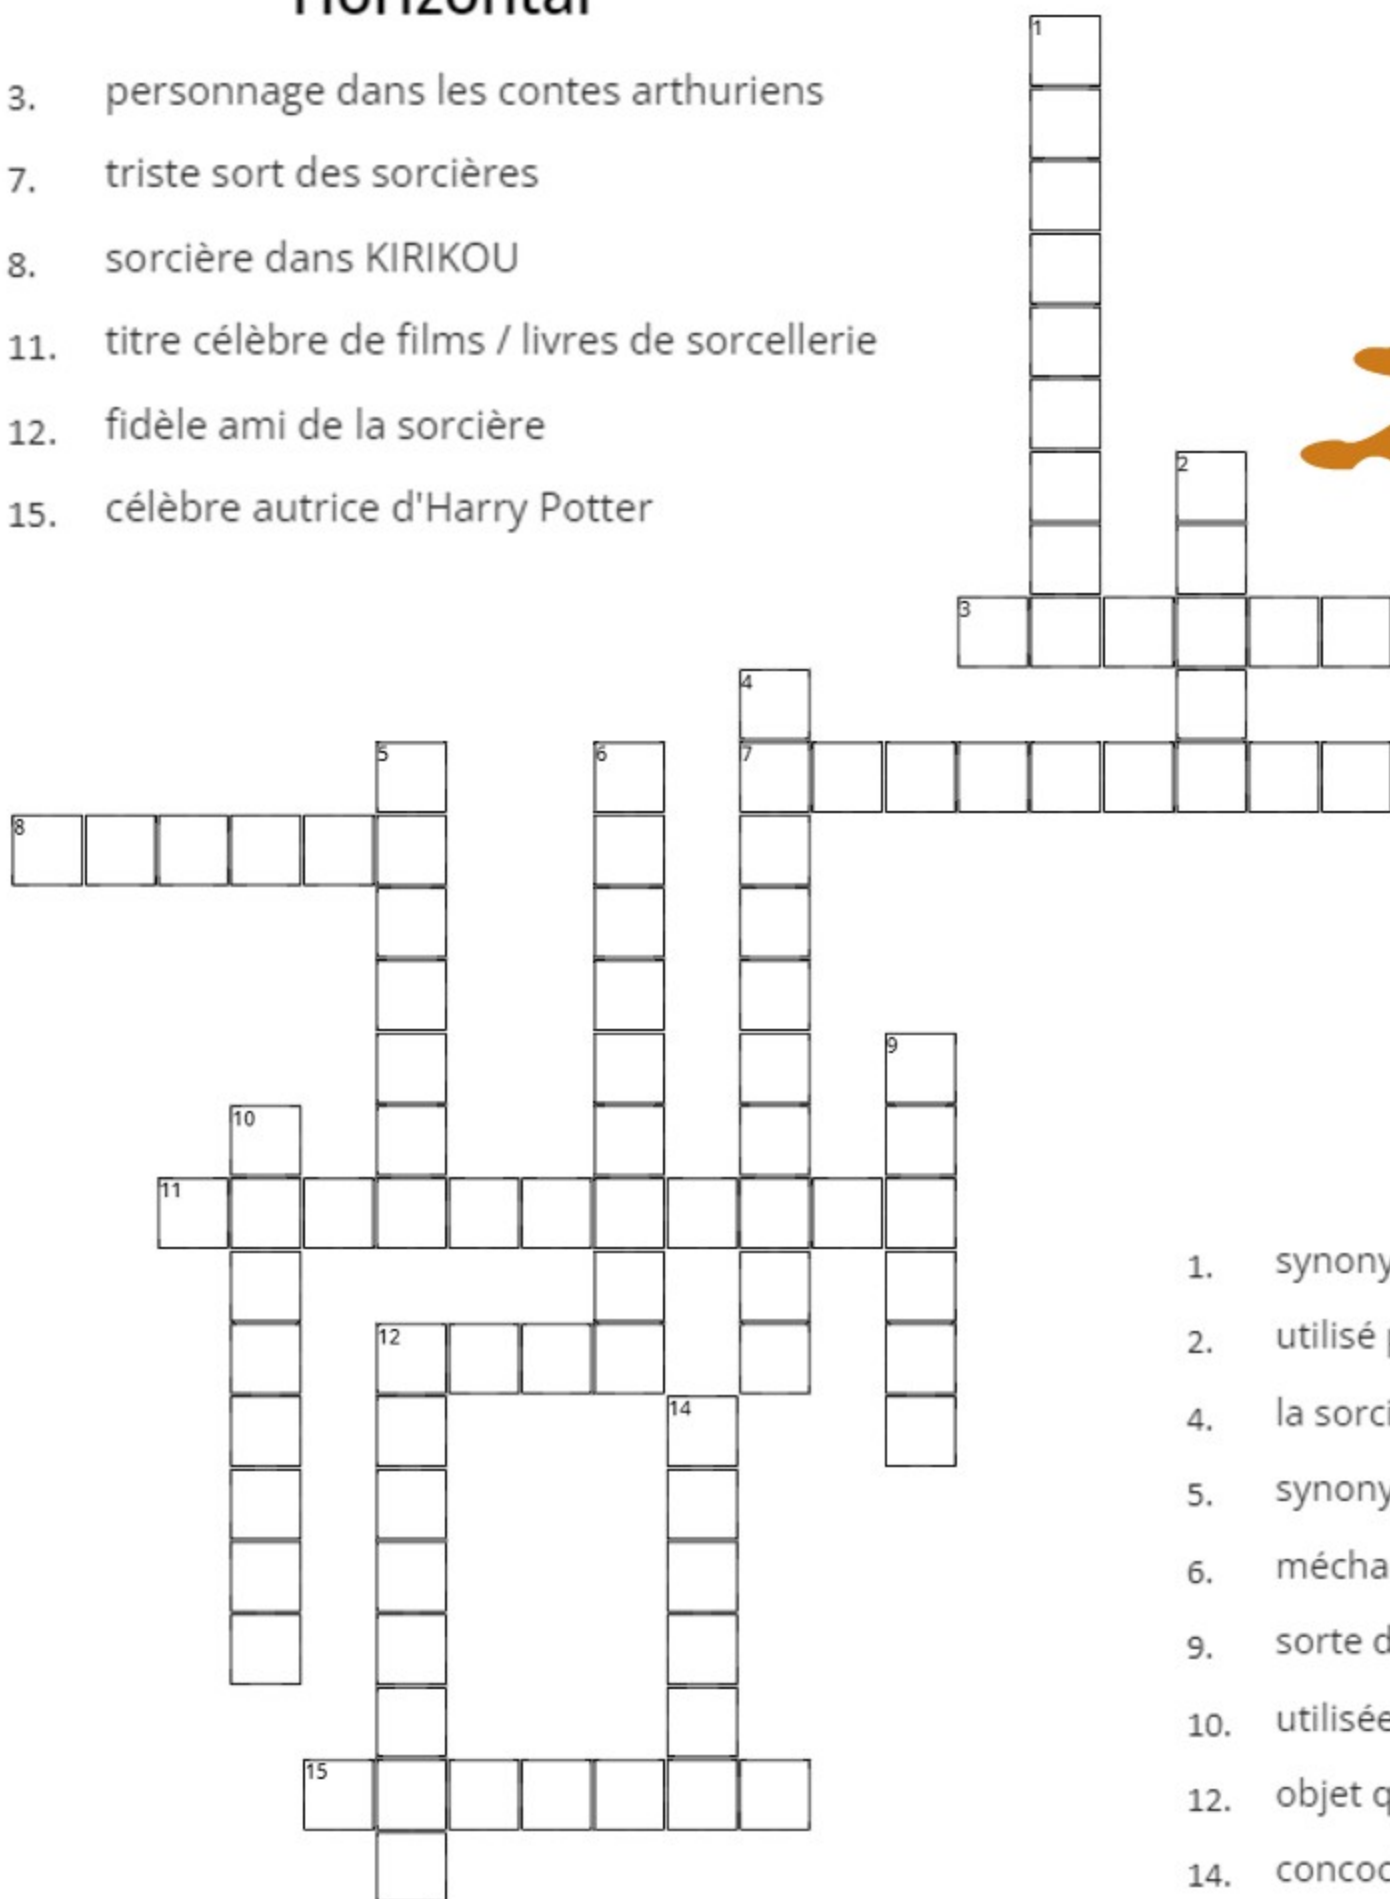 Horizontal
3. personnage dans les contes arthuriens
7. triste sort des sorcières
8. sorcière dans KIRIKOU
11. titre célèbre de films / livres de sorcellerie
12. fidèle ami de la sorcière
15. célèbre autrice d'Harry Potter
1
2
3
4
5
6
7
8
9
10
11
12
14
15
1. synony
2. utilisé
4. la sorci
5. synony
6. mécha
9. sorte d
10. utilisée
12. objet q
14. concoc